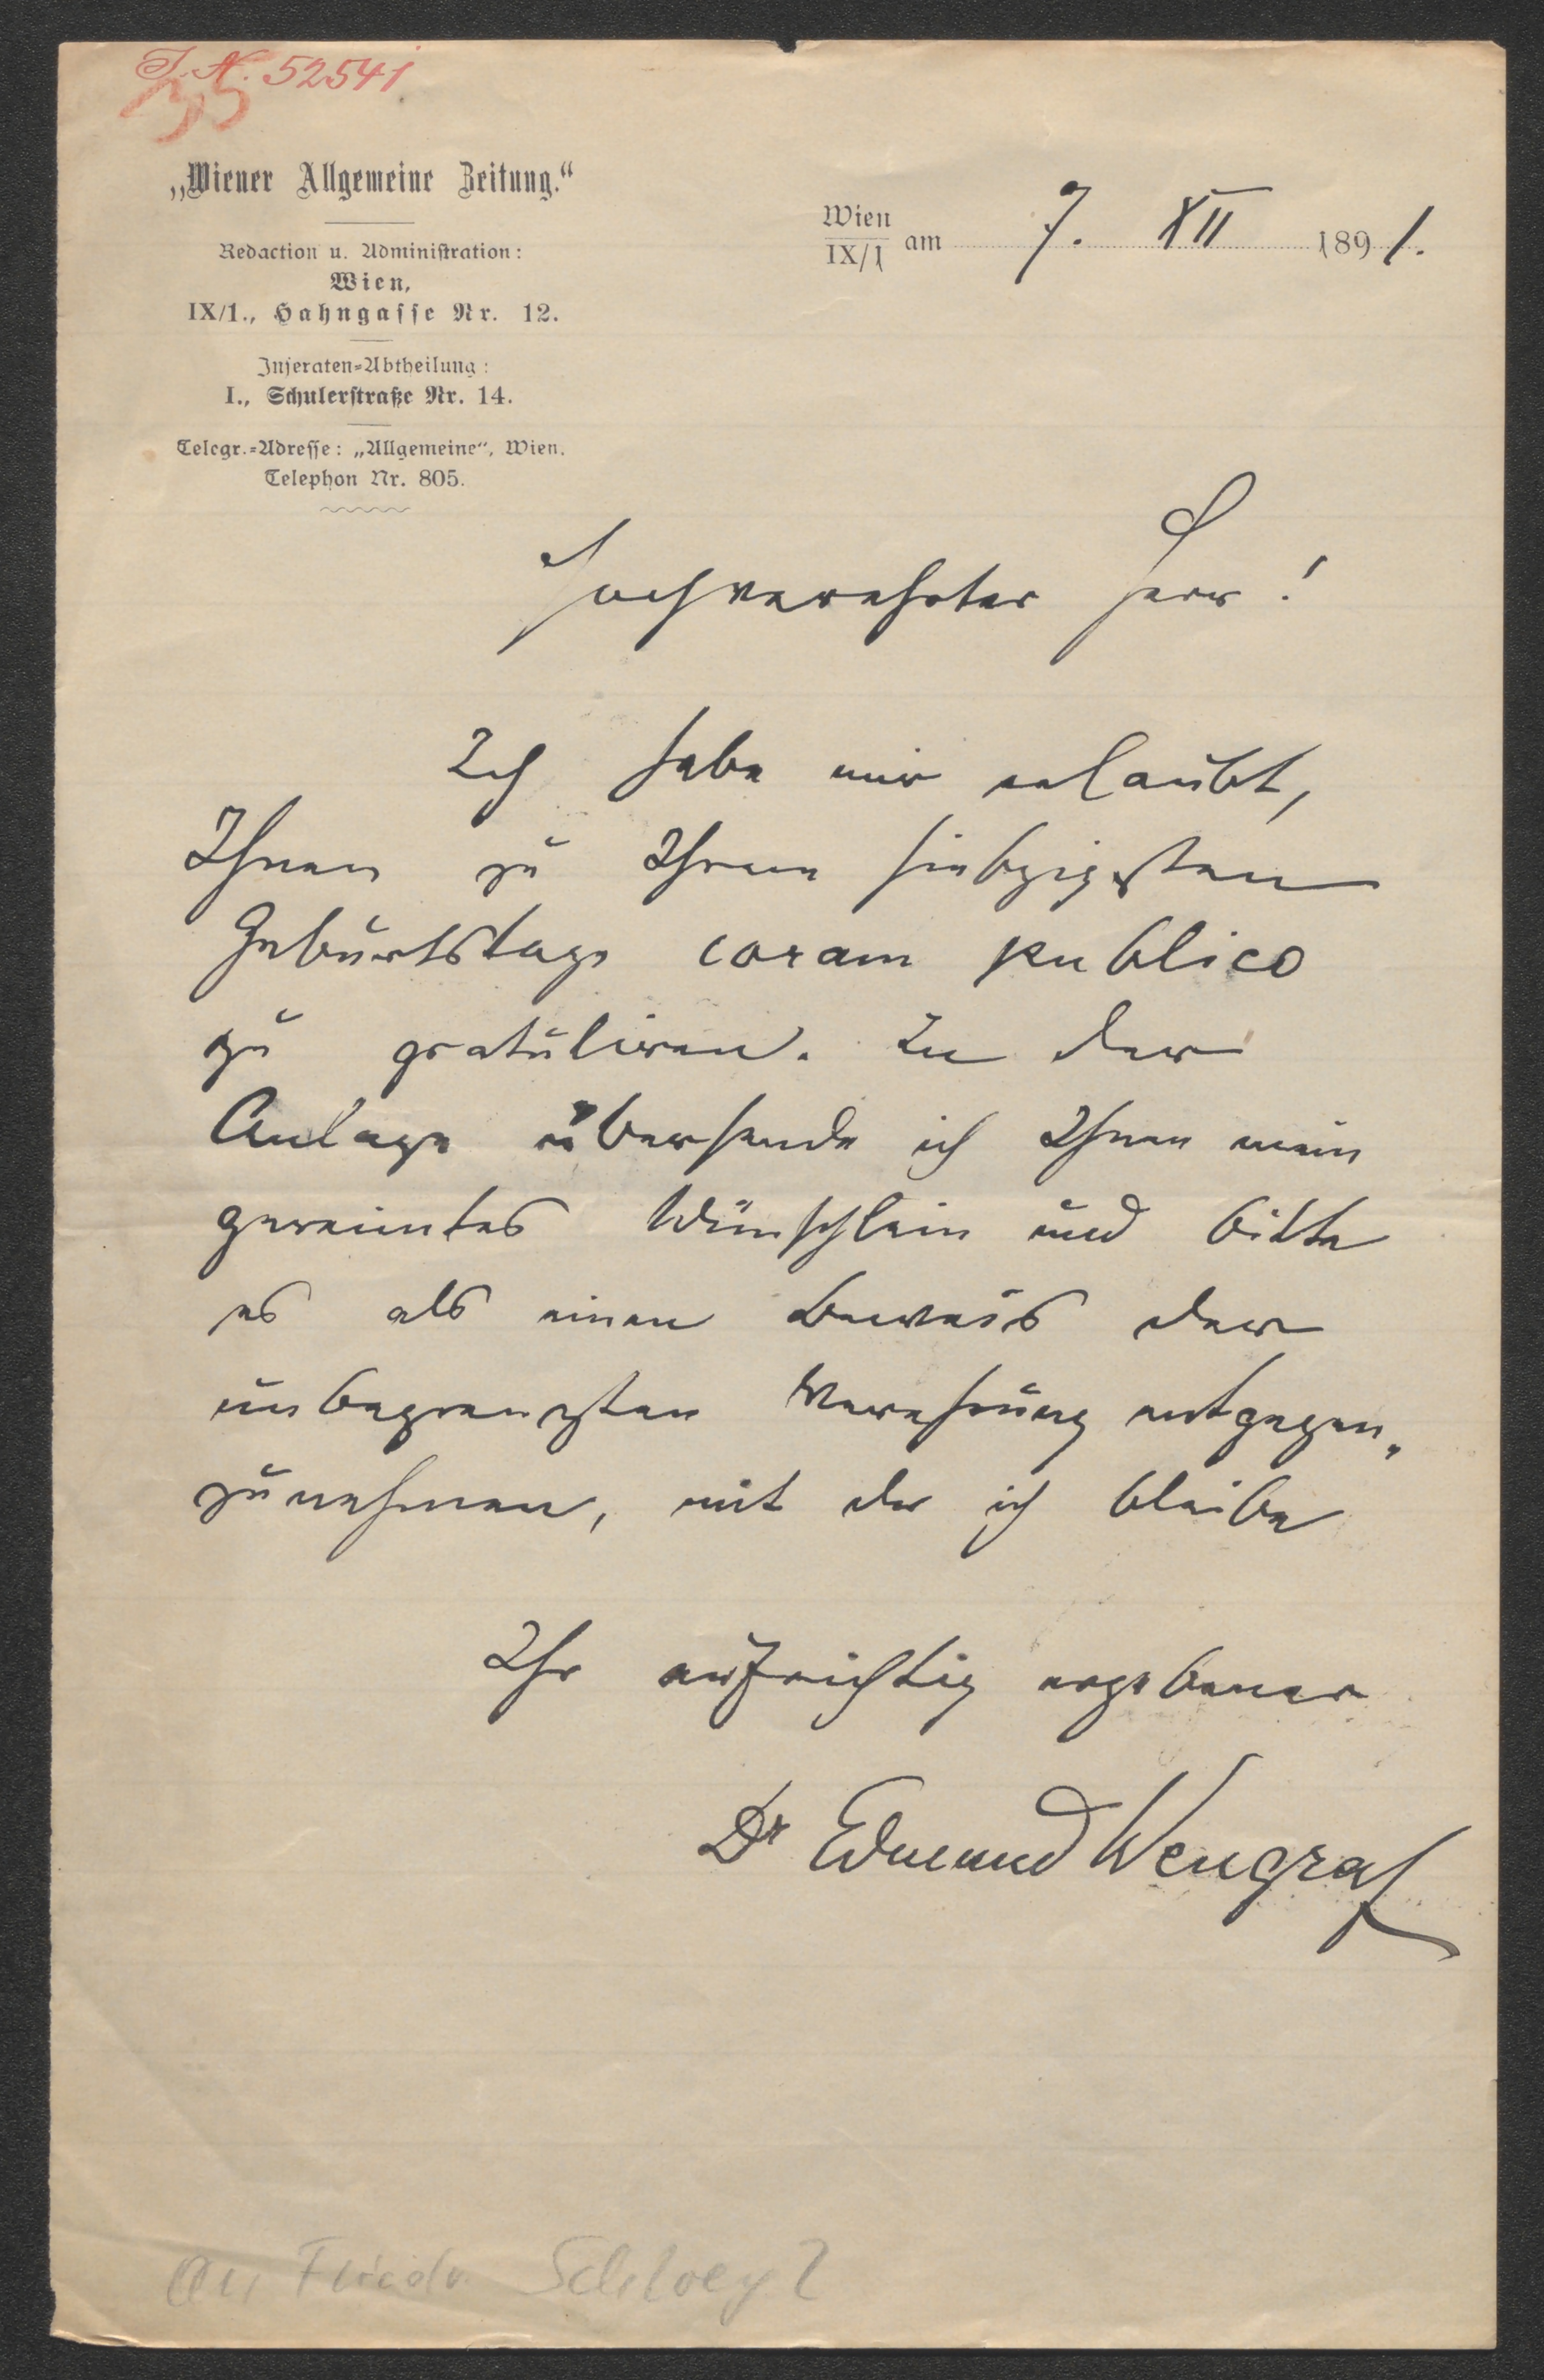 I. N. 52541
35
„Wiener Allgemeine Zeitung.“
Redaction u. Administration:
Wien,
IX/1., Hahngasse Nr. 12.
Inseraten-Abtheilung:
I., Schulerstraße Nr. 14.
Telegr.-Adresse: „Allgemeine“, Wien.
Telephon Nr. 805.
Wien IX/1 am 7. XII 1891.
Hochverehrter Herr!
Ich habe mir erlaubt,
Ihnen zu Ihrem siebzigsten
Geburtstage coram publico
zu gratuliren. In der
Anlage übersende ich Ihnen mein
gereimtes Wünschlein und bitte
es als einen Beweis der
unbegrenzten Verehrung entgegen„
zunehmen, mit der ich bleibe
Ihr aufrichtig ergebener
Dr Edmund Wengraf
an Friedr. Schloegl